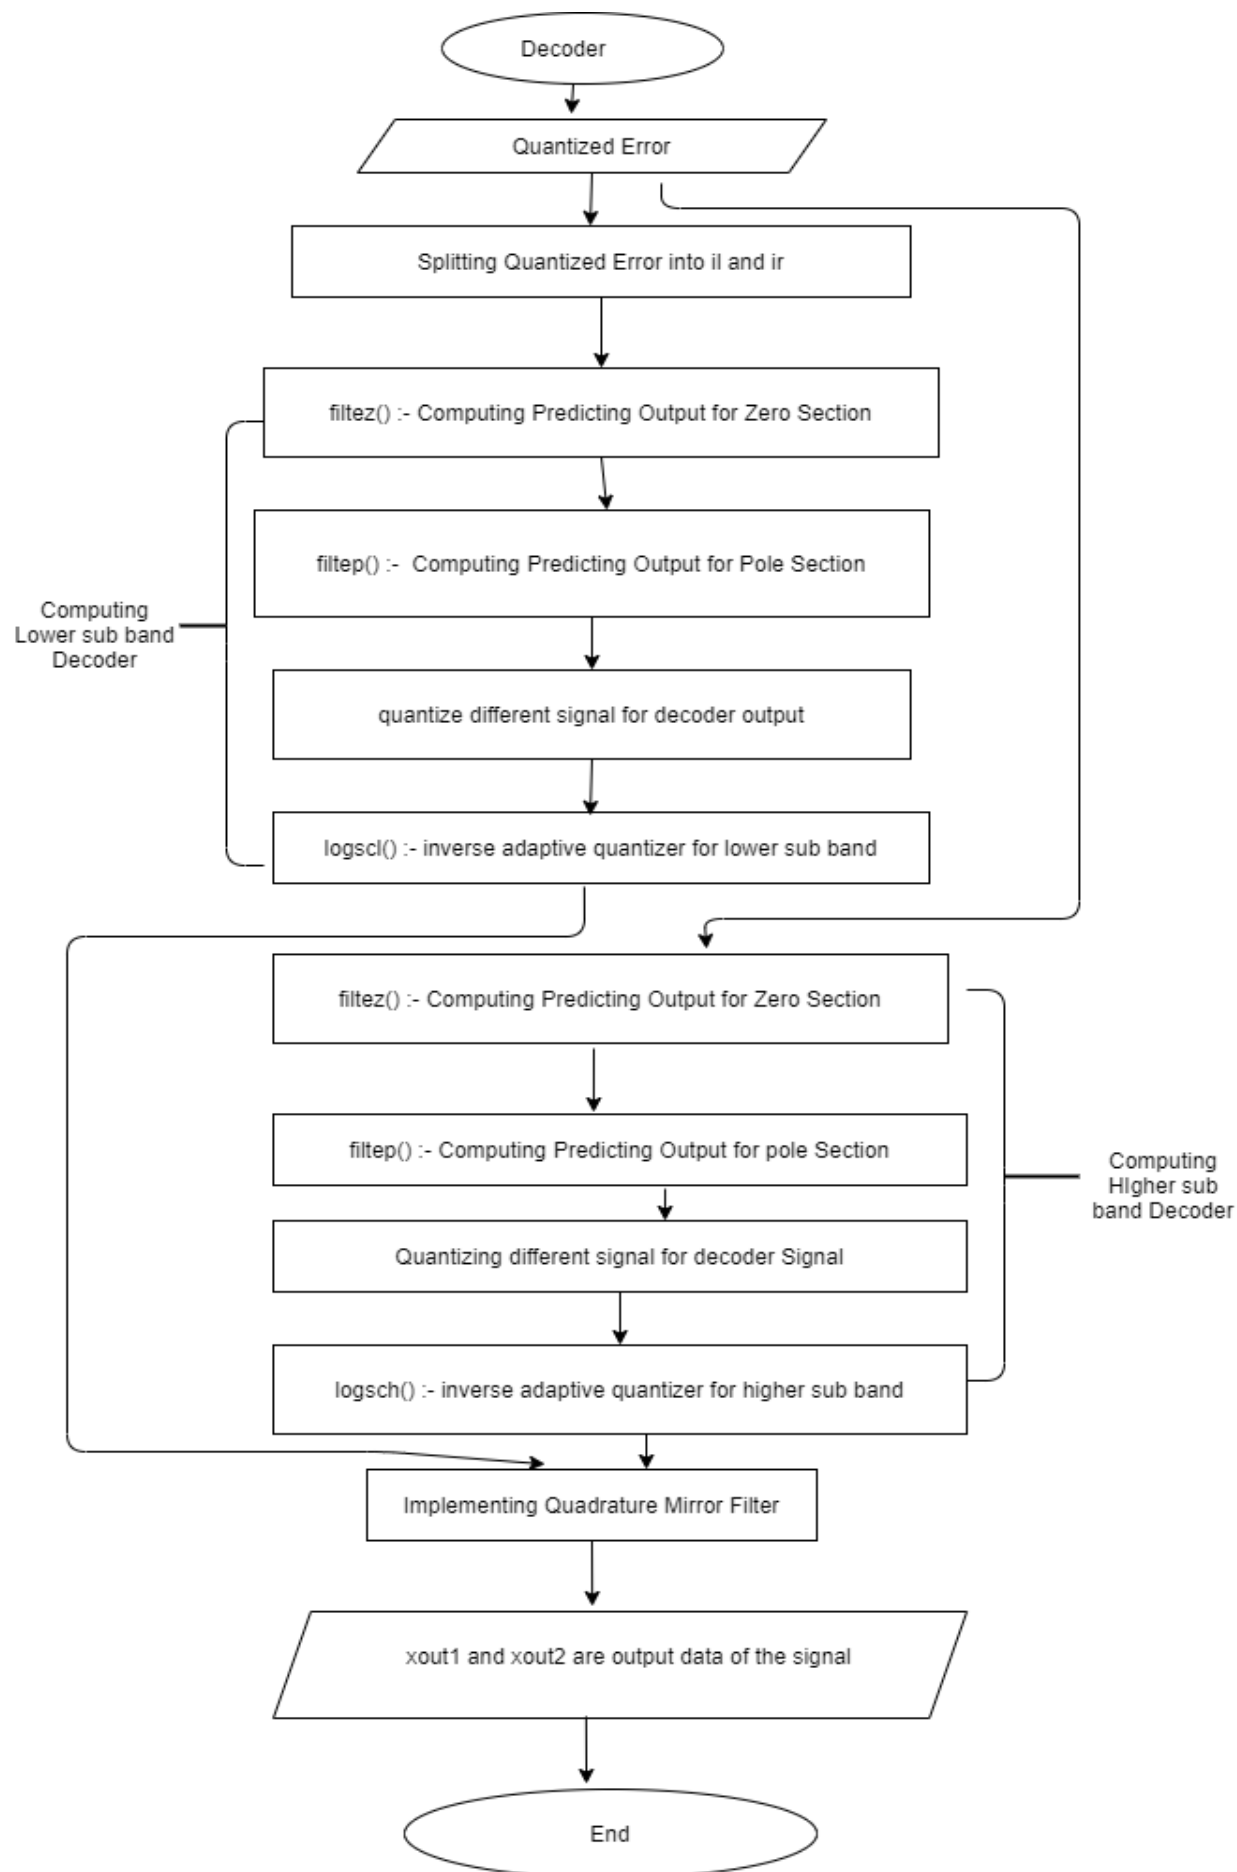 Decoder
Quantized Error
Splitting Quantized Error into il and ir
filtez() :- Computing Predicting Output for Zero Section
filtep() :-  Computing Predicting Output for Pole Section
Computing
Lower sub band
Decoder
quantize different signal for decoder output
logscl() :- inverse adaptive quantizer for lower sub band
filtez() :- Computing Predicting Output for Zero Section
filtep() :- Computing Predicting Output for pole Section
Computing
HIgher sub
band Decoder
Quantizing different signal for decoder Signal
logsch() :- inverse adaptive quantizer for higher sub band
Implementing Quadrature Mirror Filter
xout1 and xout2 are output data of the signal
End